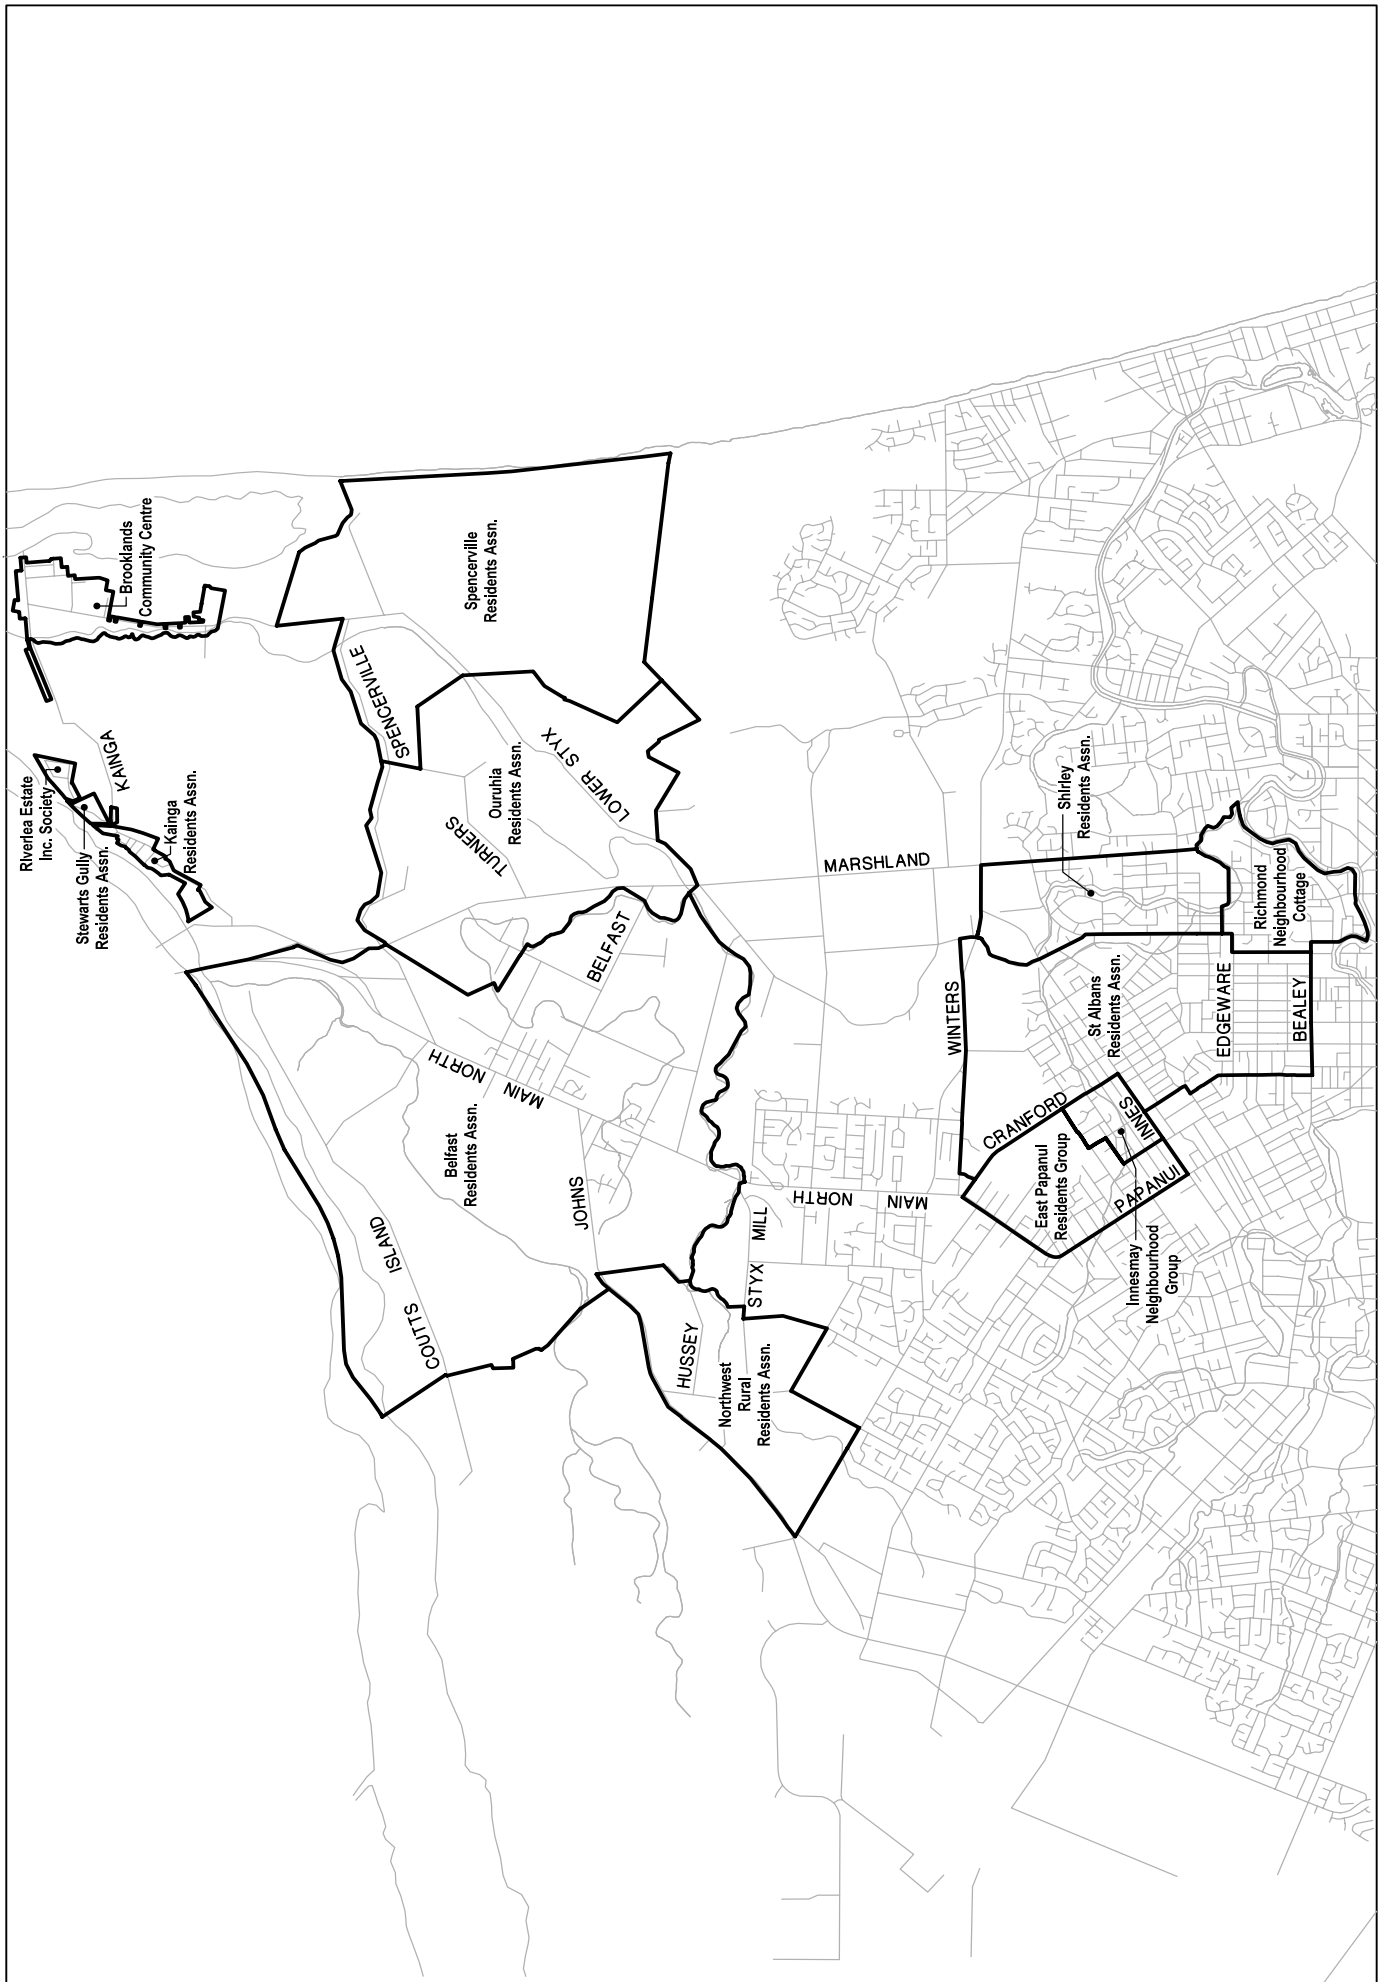 Brooklands
Community Centre
RIverlea Estate
Inc. Society
Stewarts Gully
Residents Assn.
KAINGA
Kainga
Residents Assn.
Spencerville
Residents Assn.
SPENCERVILLE
Ouruhia
Residents Assn.
LOWER STYX
TURNERS
BELFAST
MAIN NORTH
Belfast
ResIdents Assn.
JOHNS
COUTTS ISLAND
HUSSEY
Northwest
Rural
Residents Assn.
STYX MILL
MAIN NORTH
MARSHLAND
WINTERS
Shirley
Residents Assn.
Richmond
NeIghbourhood
Cottage
St Albans
Residents Assn.
EDGEWARE
BEALEY
CRANFORD
INNES
East PapanuI
Residents Group
PAPANUI
Innesmay
NeIghbourhood
Group